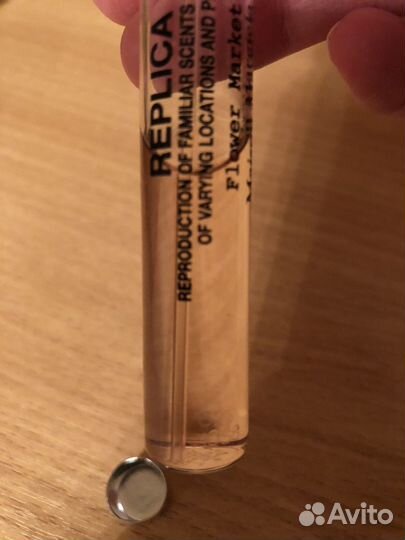 REPLICA
REPRODUCTION OF FAMILIAR SCENTS
OF VARYING LOCATIONS AND P
Flower Market
Avito